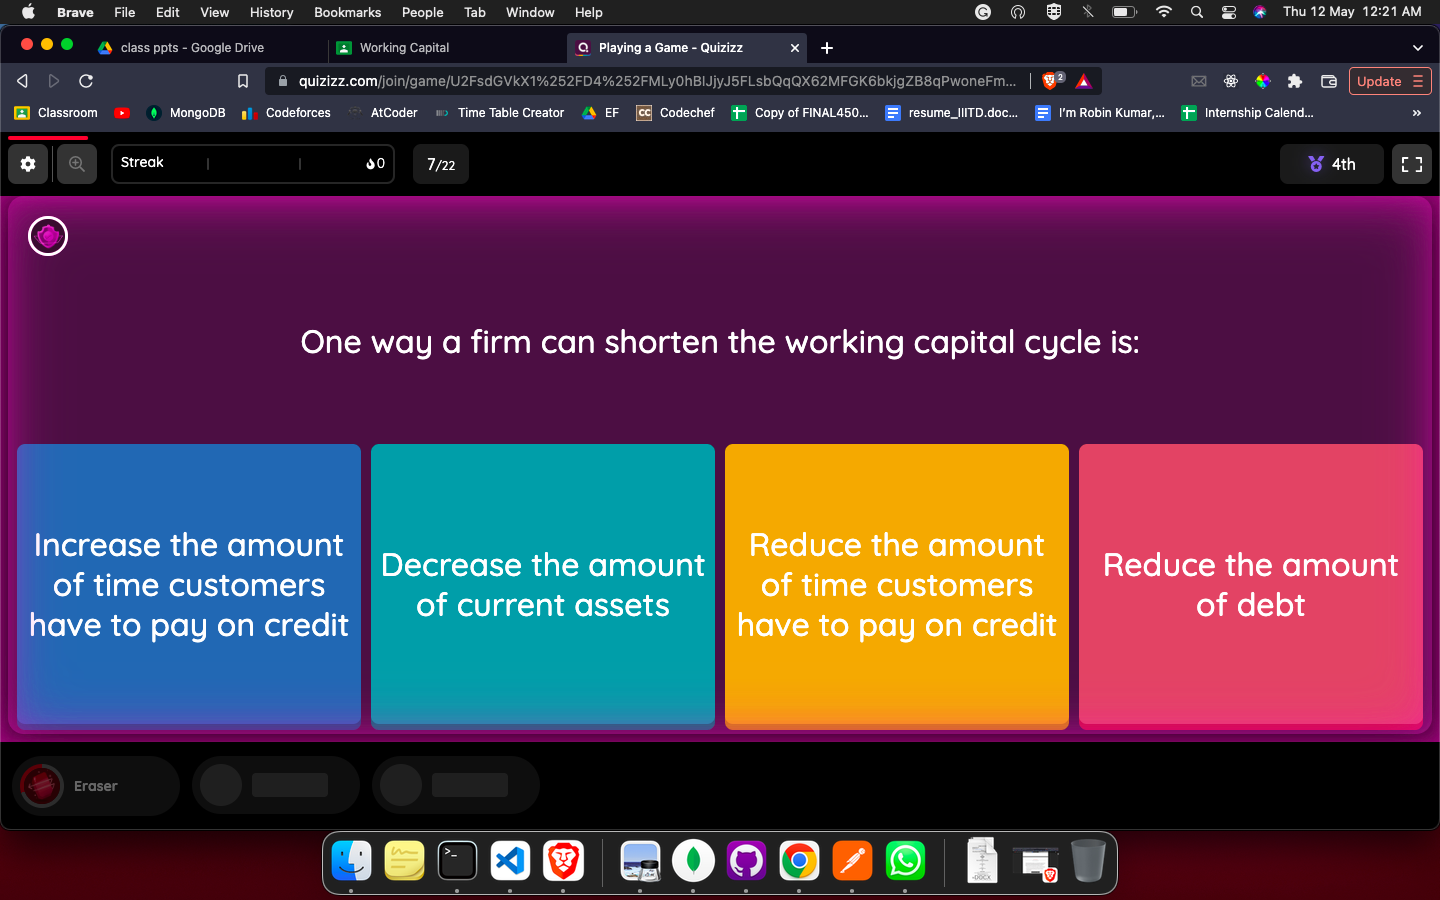 Brave File Edit View History Bookmarks People Tab Window Help Thu 12 May 12:21 AM
class ppts - Google Drive Working Capital Playing a Game - Quizizz
quizizz.com/join/game/U2FsdGVkX1%252FD4%252FMLy0hBIJjyJ5FLsbQqQX62MFGK6bkjgZB8qPwoneFm... 2 Update
Classroom MongoDB Codeforces AtCoder Time Table Creator EF CC Codechef Copy of FINAL450... resume_IIITD.doc... I'm Robin Kumar,... Internship Calend... »
Streak 0 7/22 4th
One way a firm can shorten the working capital cycle is:
Increase the amount
of time customers
have to pay on credit
Decrease the amount
of current assets
Reduce the amount
of time customers
have to pay on credit
Reduce the amount
of debt
Eraser
DOCX